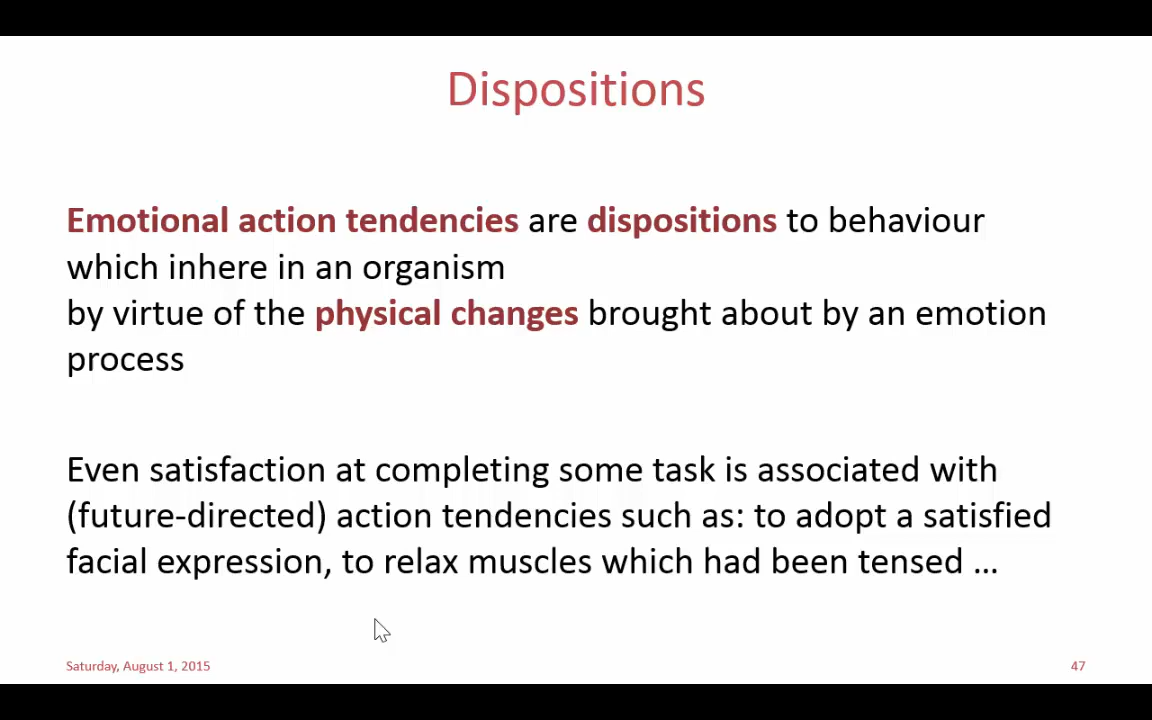 Dispositions
Emotional action tendencies are dispositions to behaviour
which inhere in an organism
by virtue of the physical changes brought about by an emotion
process
Even satisfaction at completing some task is associated with
(future-directed) action tendencies such as: to adopt a satisfied
facial expression, to relax muscles which had been tensed ...
Saturday, August 1, 2015
47